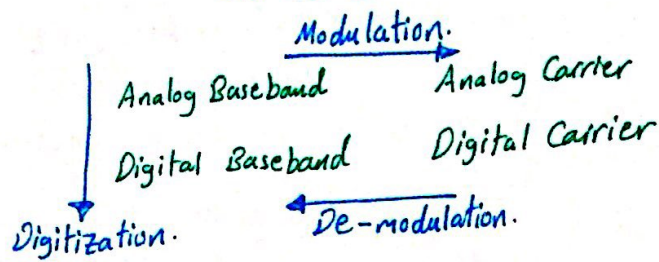 Modulation.
Analog Baseband Analog Carrier
Digital Baseband Digital Carrier
Digitization. De-modulation.